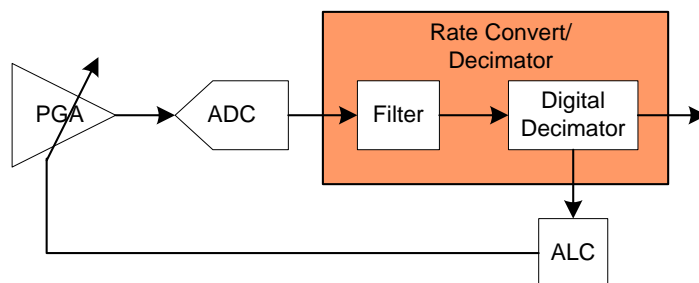 Rate Convert/
Decimator
PGA
ADC
Filter
Digital
Decimator
ALC